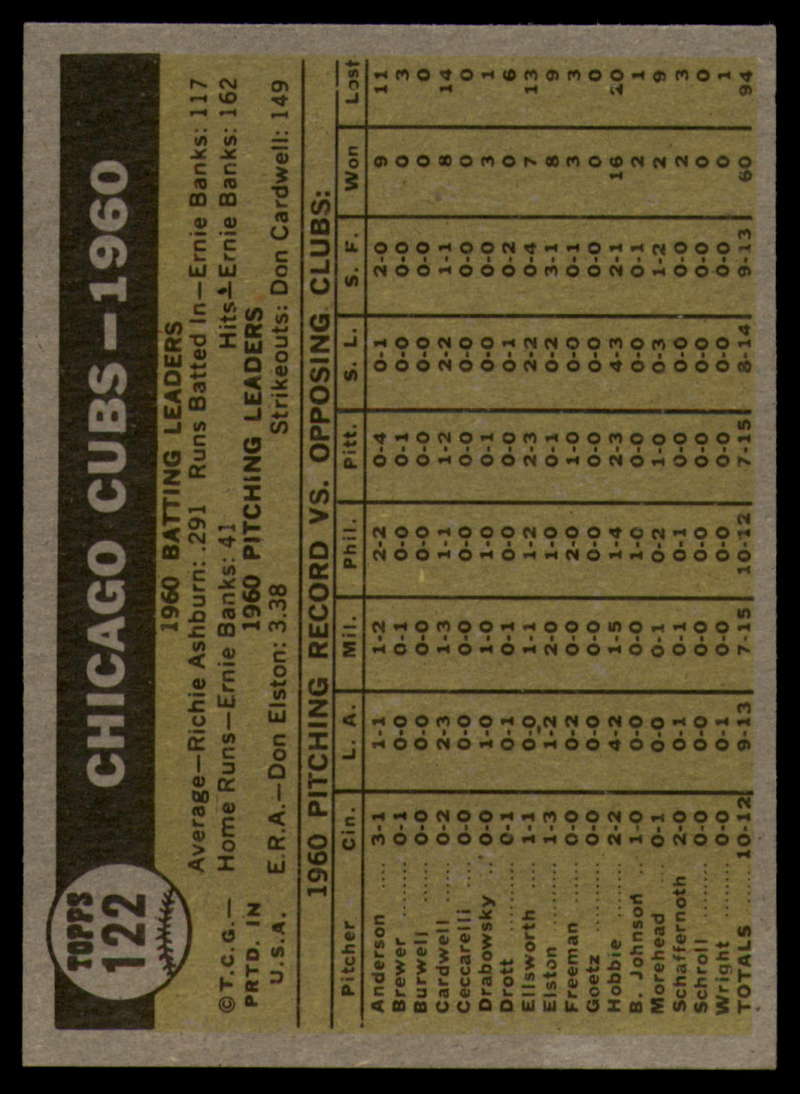 TOPPS
122
CHICAGO CUBS—1960
1960 BATTING LEADERS
Average—Richie Ashburn: .291 Runs Batted In—Ernie Banks: 117
©T.C.G.— Home Runs—Ernie Banks: 41 Hits—Ernie Banks: 162
PRTD. IN 1960 PITCHING LEADERS
U.S.A. E.R.A.—Don Elston: 3.38 Strikeouts: Don Cardwell: 149
1960 PITCHING RECORD VS. OPPOSING CLUBS:
Pitcher Cin. L. A. Mil. Phil. Pitt. S. L. S. F. Won Lost
Anderson .... 3-1 1-1 1-2 2-2 0-4 0-1 2-0 9 11
Brewer ........ 0-1 0-0 0-1 0-0 0-1 0-1 0-0 0 3
Burwell ...... 0-0 0-0 0-0 0-0 0-0 0-0 0-0 0 0
Cardwell ...... 0-2 2-3 1-3 1-1 1-2 2-2 1-1 8 14
Ceccarelli .... 0-0 0-0 0-0 0-0 0-0 0-0 0-0 0 0
Drabowsky .. 0-0 1-0 1-0 1-0 0-1 0-0 0-0 3 1
Drott .......... 0-1 0-1 0-1 0-0 0-0 0-1 0-2 0 6
Ellsworth .... 1-1 0-0 1-1 1-2 2-3 2-2 0-4 7 13
Elston ........ 1-3 1-2 2-0 1-0 0-1 0-2 3-1 8 9
Freeman ...... 0-0 0-2 0-0 2-0 1-0 0-0 0-1 3 3
Goetz .......... 0-0 0-0 0-0 0-0 0-0 0-0 0-0 0 0
Hobbie ........ 2-2 4-2 1-5 1-4 2-3 4-3 2-1 16 20
B. Johnson .. 1-0 0-0 0-0 1-0 0-0 0-0 0-1 2 1
Morehead .... 0-1 0-0 0-1 0-2 1-0 0-3 1-2 2 9
Schaffernoth 2-0 0-1 0-1 0-1 0-0 0-0 0-0 2 3
Schroll ........ 0-0 0-0 0-0 0-0 0-0 0-0 0-0 0 0
Wright ........ 0-0 0-1 0-0 0-0 0-0 0-0 0-0 0 1
TOTALS ...... 10-12 9-13 7-15 10-12 7-15 8-14 9-13 60 94